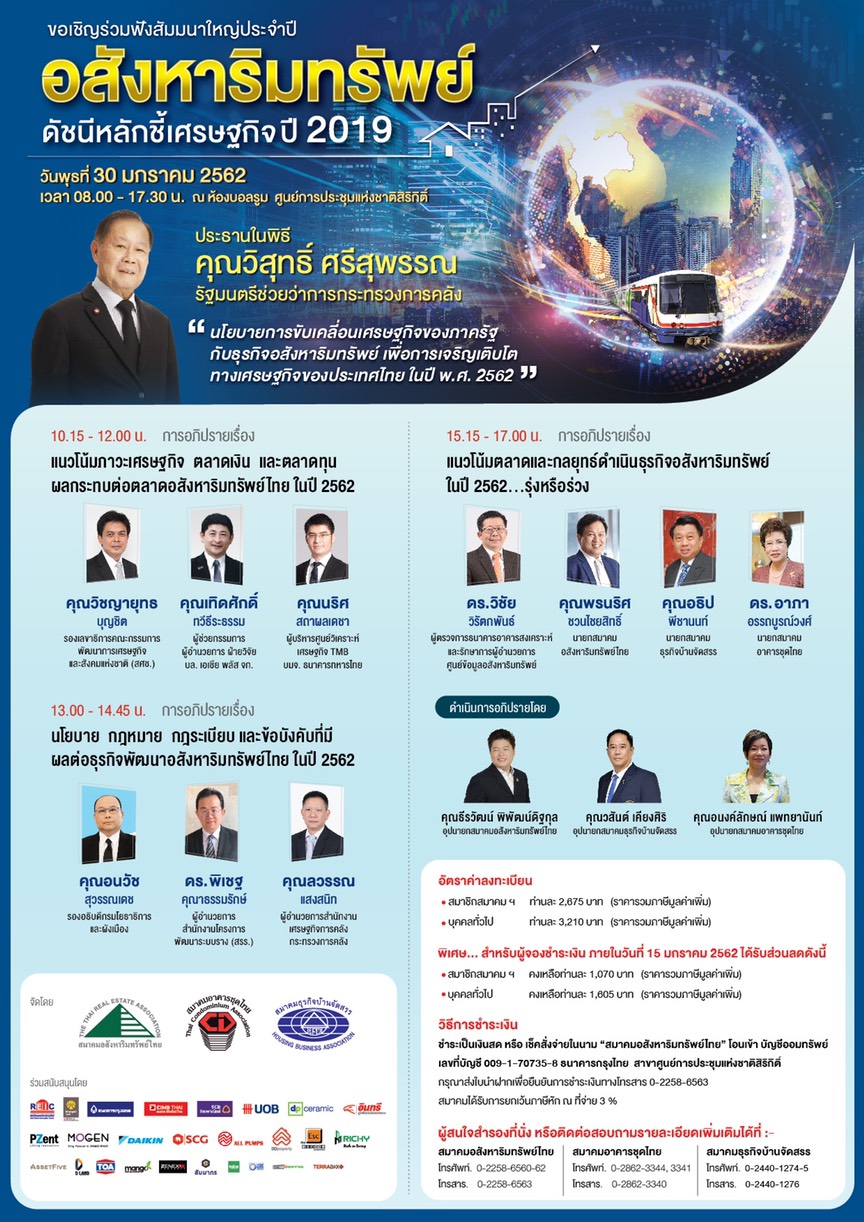 ขอเชิญร่วมฟังสัมมนาใหญ่ประจำปี
อสังหาริมทรัพย์
ดัชนีหลักชี้เศรษฐกิจ ปี 2019
วันพุธที่ 30 มกราคม 2562
เวลา 08.00 - 17.30 น. ณ ห้องบอลรูม ศูนย์การประชุมแห่งชาติสิริกิติ์
ประธานในพิธี
คุณวิสุทธิ์ ศรีสุพรรณ
รัฐมนตรีช่วยว่าการกระทรวงการคลัง
“ นโยบายการขับเคลื่อนเศรษฐกิจของภาครัฐ
กับธุรกิจอสังหาริมทรัพย์ เพื่อการเจริญเติบโต
ทางเศรษฐกิจของประเทศไทย ในปี พ.ศ. 2562 ”
10.15 - 12.00 น. การอภิปรายเรื่อง
แนวโน้มภาวะเศรษฐกิจ ตลาดเงิน และตลาดทุน
ผลกระทบต่อตลาดอสังหาริมทรัพย์ไทย ในปี 2562
คุณวิชญายุทธ
บุญชิต
รองเลขาธิการคณะกรรมการ
พัฒนาการเศรษฐกิจ
และสังคมแห่งชาติ (สศช.)
คุณเทิดศักดิ์
ทวีธีระธรรม
ผู้ช่วยกรรมการ
ผู้อำนวยการ ฝ่ายวิจัย
บล. เอเซีย พลัส จก.
คุณนริศ
สถาผลเดชา
ผู้บริหารศูนย์วิเคราะห์
เศรษฐกิจ TMB
บมจ. ธนาคารทหารไทย
13.00 - 14.45 น. การอภิปรายเรื่อง
นโยบาย กฎหมาย กฎระเบียบ และข้อบังคับที่มี
ผลต่อธุรกิจพัฒนาอสังหาริมทรัพย์ไทย ในปี 2562
คุณอนวัช
สุวรรณเดช
รองอธิบดีกรมโยธาธิการ
และผังเมือง
ดร.พิเชฐ
คุณาธรรมรักษ์
ผู้อำนวยการ
สำนักงานโครงการ
พัฒนาระบบราง (สรร.)
คุณลวรรณ
แสงสนิท
ผู้อำนวยการสำนักงาน
เศรษฐกิจการคลัง
กระทรวงการคลัง
15.15 - 17.00 น. การอภิปรายเรื่อง
แนวโน้มตลาดและกลยุทธ์ดำเนินธุรกิจอสังหาริมทรัพย์
ในปี 2562...รุ่งหรือร่วง
ดร.วิชัย
วิรัตกพันธ์
ผู้ตรวจการธนาคารอาคารสงเคราะห์
และรักษาการผู้อำนวยการ
ศูนย์ข้อมูลอสังหาริมทรัพย์
คุณพรนริศ
ชวนไชยสิทธิ์
นายกสมาคม
อสังหาริมทรัพย์ไทย
คุณอธิป
พีชานนท์
นายกสมาคม
ธุรกิจบ้านจัดสรร
ดร.อาภา
อรรถบูรณ์วงศ์
นายกสมาคม
อาคารชุดไทย
ดำเนินการอภิปรายโดย
คุณธีรวัฒน์ พิพัฒน์ดิฐกุล
อุปนายกสมาคมอสังหาริมทรัพย์ไทย
คุณวสันต์ เคียงศิริ
อุปนายกสมาคมธุรกิจบ้านจัดสรร
คุณอนงค์ลักษณ์ แพทยานันท์
อุปนายกสมาคมอาคารชุดไทย
อัตราค่าลงทะเบียน
• สมาชิกสมาคม ฯ ท่านละ 2,675 บาท (ราคารวมภาษีมูลค่าเพิ่ม)
• บุคคลทั่วไป ท่านละ 3,210 บาท (ราคารวมภาษีมูลค่าเพิ่ม)
พิเศษ... สำหรับผู้จองชำระเงิน ภายในวันที่ 15 มกราคม 2562 ได้รับส่วนลดดังนี้
• สมาชิกสมาคม ฯ คงเหลือท่านละ 1,070 บาท (ราคารวมภาษีมูลค่าเพิ่ม)
• บุคคลทั่วไป คงเหลือท่านละ 1,605 บาท (ราคารวมภาษีมูลค่าเพิ่ม)
วิธีการชำระเงิน
ชำระเป็นเงินสด หรือ เช็คสั่งจ่ายในนาม “สมาคมอสังหาริมทรัพย์ไทย” โอนเข้า บัญชีออมทรัพย์
เลขที่บัญชี 009-1-70735-8 ธนาคารกรุงไทย สาขาศูนย์การประชุมแห่งชาติสิริกิติ์
กรุณาส่งใบนำฝากเพื่อยืนยันการชำระเงินทางโทรสาร 0-2258-6563
สมาคมได้รับการยกเว้นภาษีหัก ณ ที่จ่าย 3 %
ผู้สนใจสำรองที่นั่ง หรือติดต่อสอบถามรายละเอียดเพิ่มเติมได้ที่ :-
สมาคมอสังหาริมทรัพย์ไทย
โทรศัพท์. 0-2258-6560-62
โทรสาร. 0-2258-6563
สมาคมอาคารชุดไทย
โทรศัพท์. 0-2862-3344, 3341
โทรสาร. 0-2862-3340
สมาคมธุรกิจบ้านจัดสรร
โทรศัพท์. 0-2440-1274-5
โทรสาร. 0-2440-1276
จัดโดย
THE THAI REAL ESTATE ASSOCIATION
สมาคมอสังหาริมทรัพย์ไทย
สมาคมอาคารชุดไทย
Thai Condominium Association
สมาคมธุรกิจบ้านจัดสรร
HOUSING BUSINESS ASSOCIATION
ร่วมสนับสนุนโดย
REIC
CIMB THAI
SCB
UOB
dp ceramic
อินทรี
PZent
MOGEN
DAIKIN
SCG
ALL PUMPS
Esc
RICHY
ASSETFIVE
D LAND
TOA
mango
ZENDEX
สัมมากร
TERRABKK